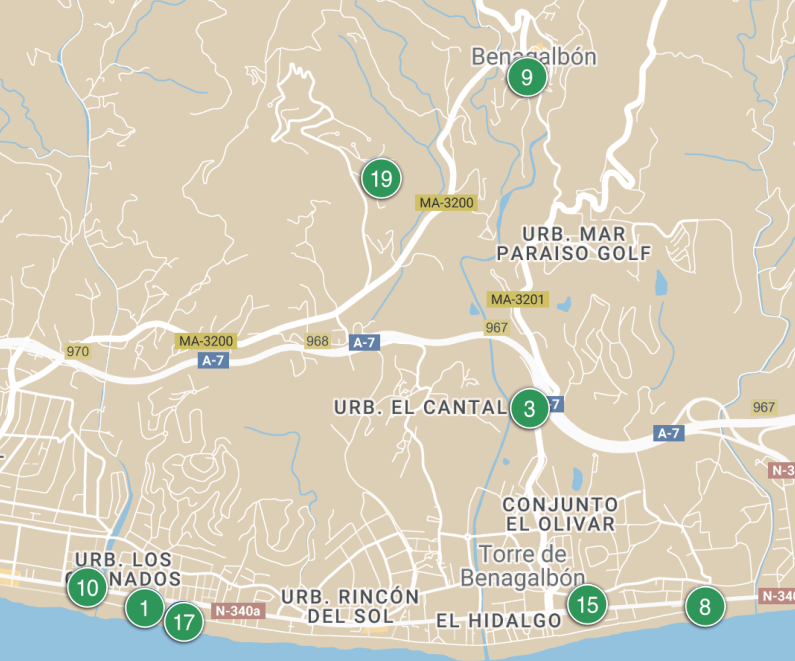 Benagalbón
9
19
MA-3200
URB. MAR
PARAISO GOLF
MA-3201
967
970
MA-3200
968
A-7
A-7
URB. EL CANTAL
3
967
A-7
N-3
CONJUNTO
EL OLIVAR
URB. LOS
10
1
17
N-340a
URB. RINCÓN
DEL SOL
Torre de
Benagalbón
EL HIDALGO
15
8
N-340